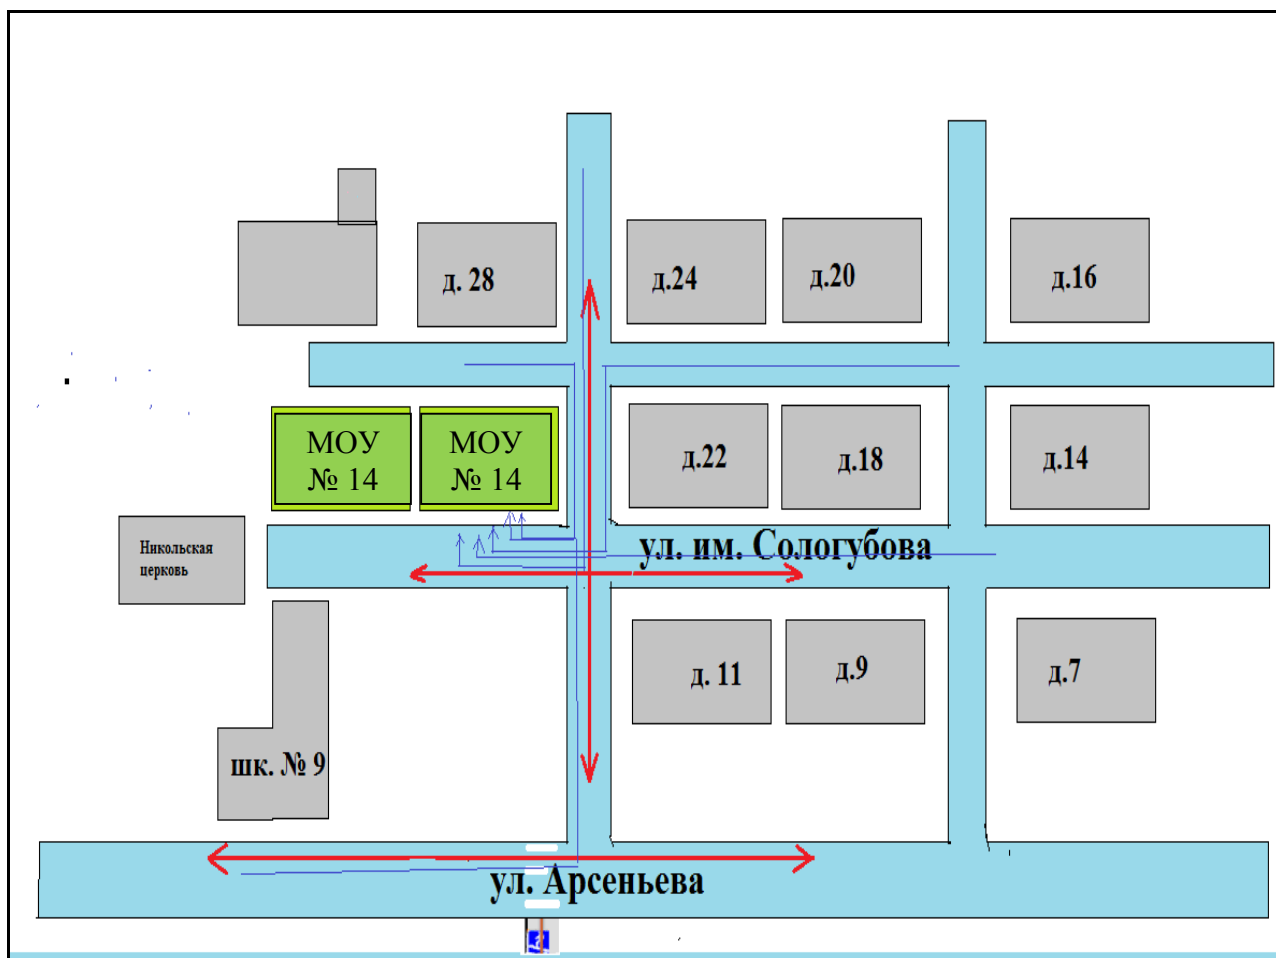 д. 28
д.24
д.20
д.16
МОУ
№ 14
МОУ
№ 14
д.22
д.18
д.14
Никольская
церковь
ул. им. Сологубова
д. 11
д.9
д.7
шк. № 9
ул. Арсеньева